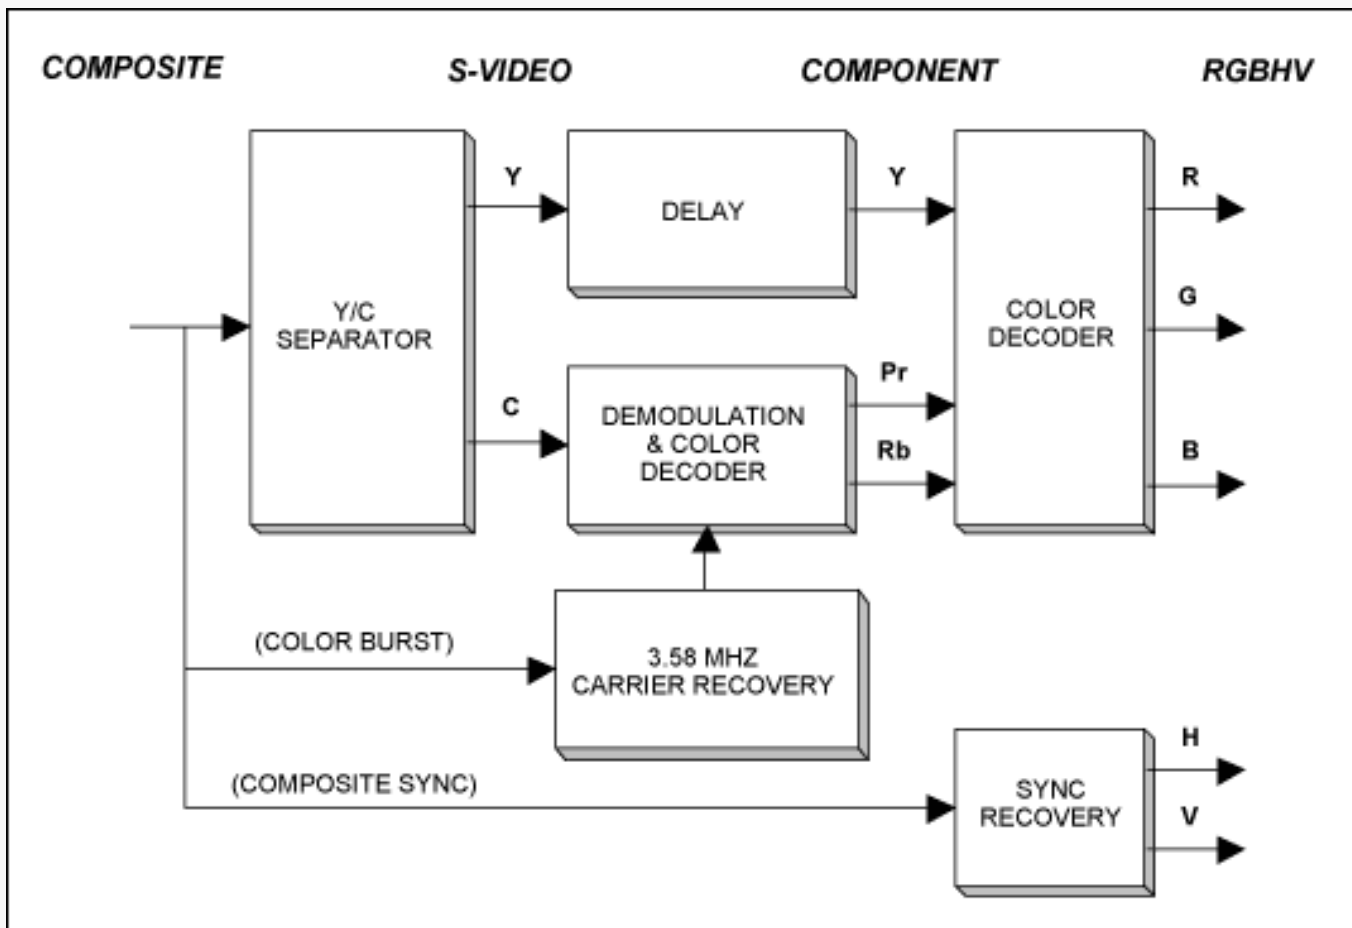 COMPOSITE
S-VIDEO
COMPONENT
RGBHV
Y
Y
R
DELAY
G
Y/C
SEPARATOR
COLOR
DECODER
Pr
C
DEMODULATION
& COLOR
DECODER
Rb
B
(COLOR BURST)
3.58 MHZ
CARRIER RECOVERY
H
(COMPOSITE SYNC)
SYNC
RECOVERY
V